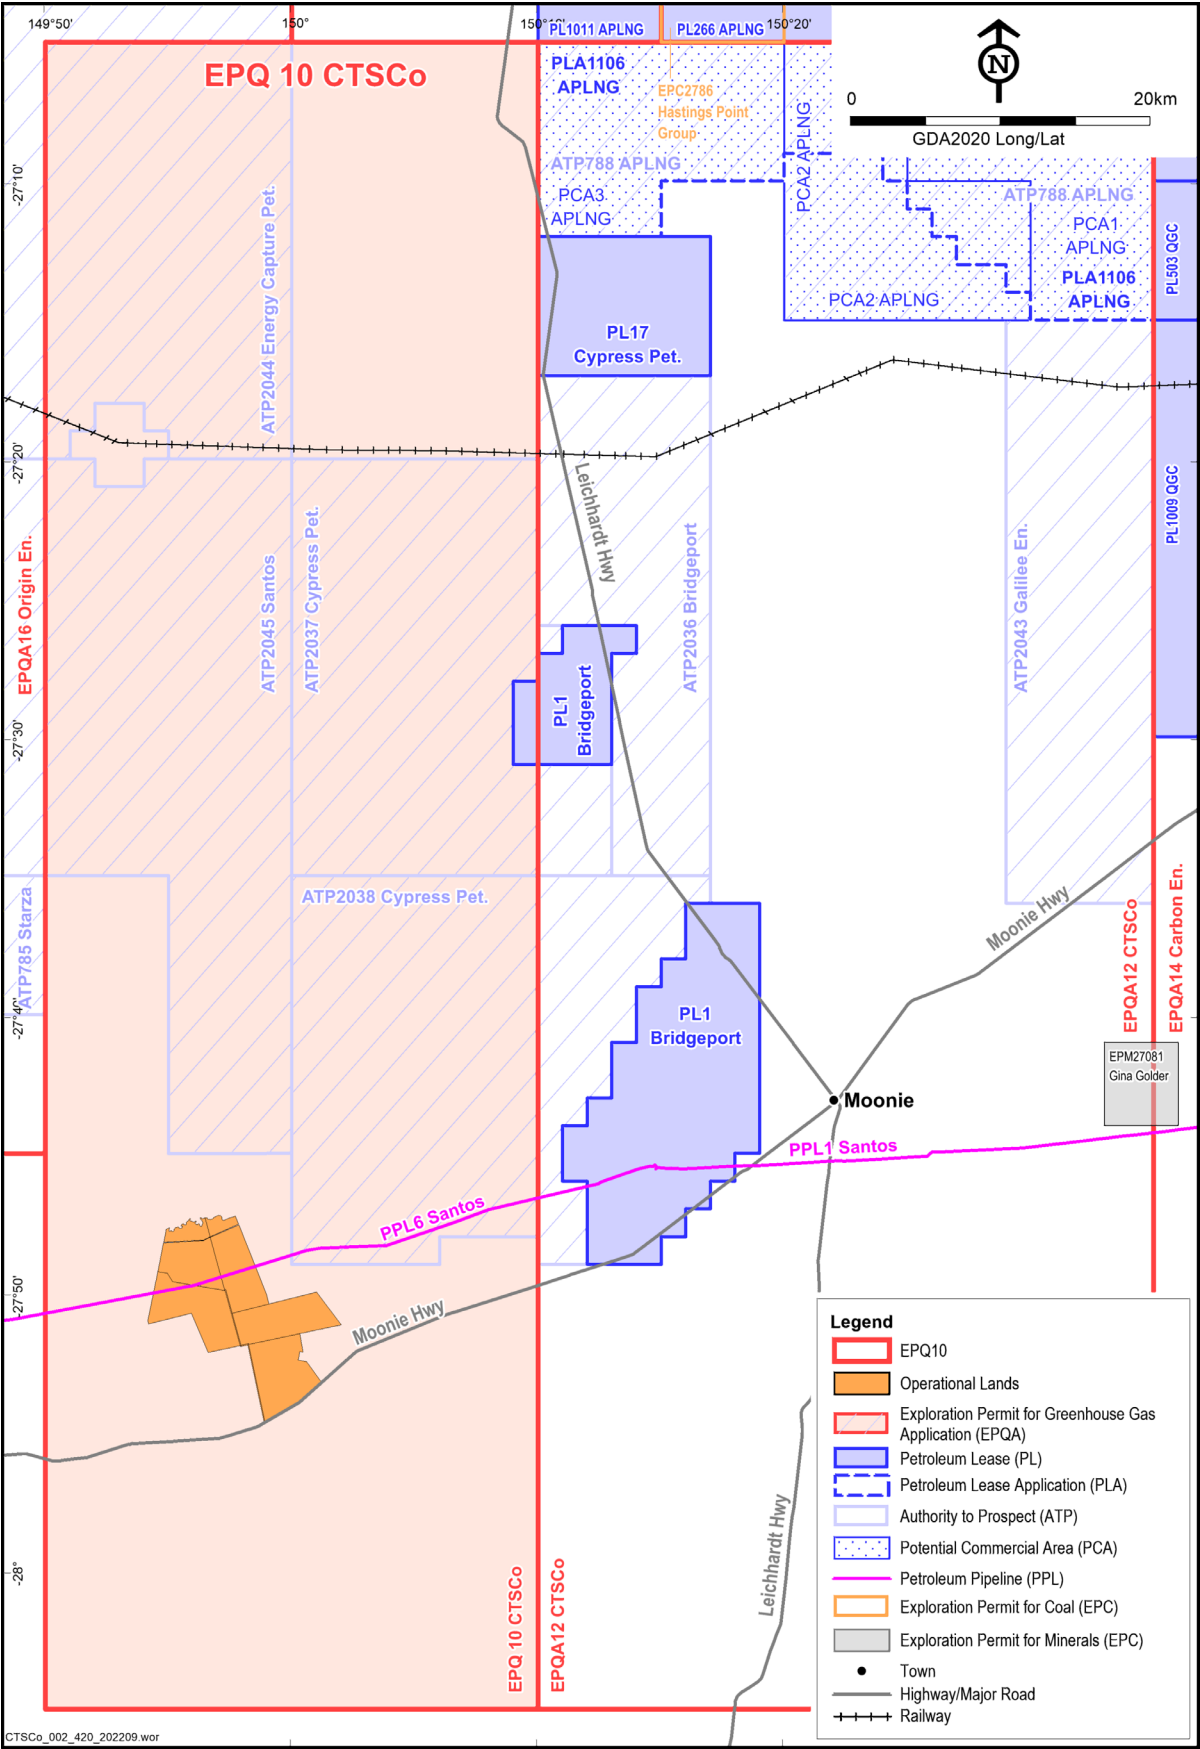 149°50'
150°
150°10'
150°20'
PL1011 APLNG
PL266 APLNG
EPQ 10 CTSCo
PLA1106
APLNG
EPC2786
Hastings Point
Group
PCA2 APLNG
N
0
20km
GDA2020 Long/Lat
ATP788 APLNG
PCA3
APLNG
-27°10'
ATP2044 Energy Capture Pet.
ATP788 APLNG
PCA1
APLNG
PLA1106
APLNG
PCA2 APLNG
PL503 QGC
PL17
Cypress Pet.
-27°20'
Leichhardt Hwy
EPQA16 Origin En.
ATP2045 Santos
ATP2037 Cypress Pet.
ATP2036 Bridgeport
ATP2043 Galilee En.
PL1009 QGC
PL1
Bridgeport
-27°30'
ATP785 Starza
ATP2038 Cypress Pet.
Moonie Hwy
EPQA12 CTSCo
EPQA14 Carbon En.
-27°40'
PL1
Bridgeport
EPM27081
Gina Golder
Moonie
PPL1 Santos
PPL6 Santos
-27°50'
Moonie Hwy
Leichhardt Hwy
-28°
EPQ 10 CTSCo
EPQA12 CTSCo
Legend
EPQ10
Operational Lands
Exploration Permit for Greenhouse Gas
Application (EPQA)
Petroleum Lease (PL)
Petroleum Lease Application (PLA)
Authority to Prospect (ATP)
Potential Commercial Area (PCA)
Petroleum Pipeline (PPL)
Exploration Permit for Coal (EPC)
Exploration Permit for Minerals (EPC)
Town
Highway/Major Road
Railway
CTSCo_002_420_202209.wor